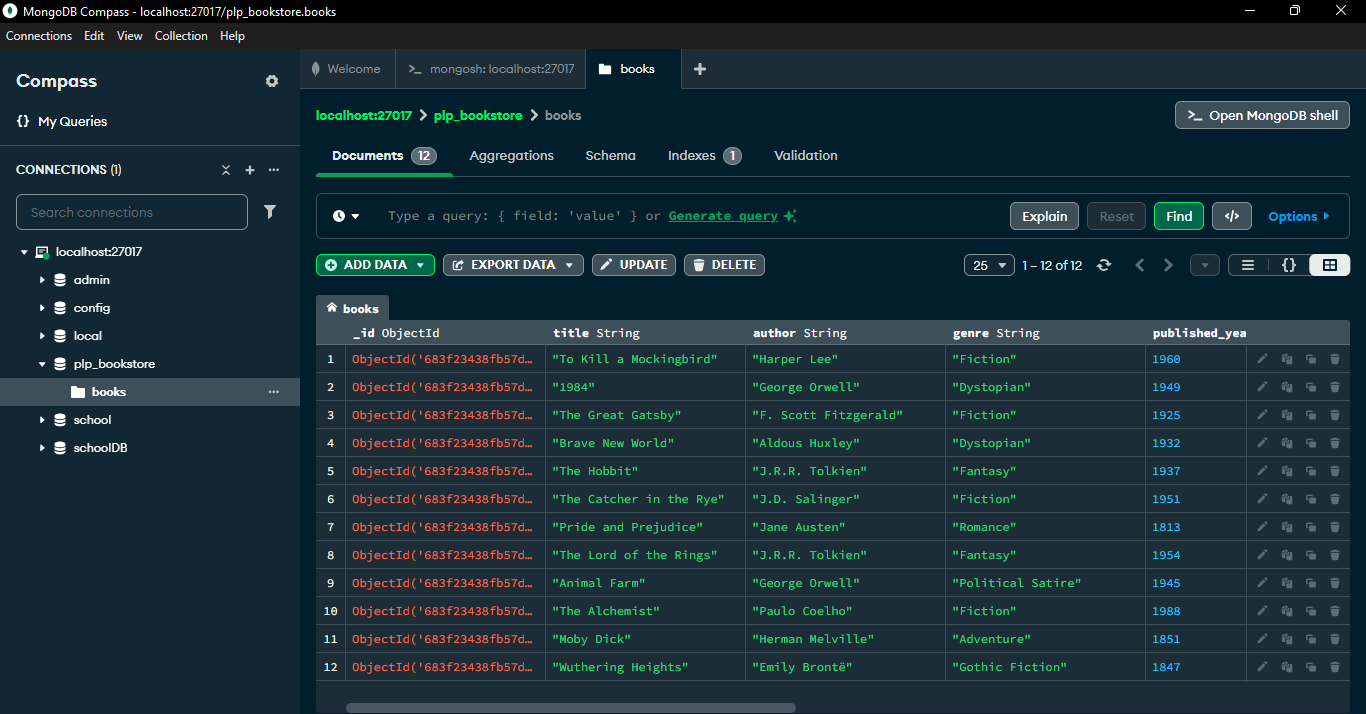 MongoDB Compass - localhost:27017/plp_bookstore.books
Connections Edit View Collection Help
Compass
{} My Queries
CONNECTIONS (1)
Search connections
localhost:27017
admin
config
local
plp_bookstore
books
school
schoolDB
Welcome >_ mongosh: localhost:27017 books +
localhost:27017 > plp_bookstore > books
>_ Open MongoDB shell
Documents 12 Aggregations Schema Indexes 1 Validation
Type a query: { field: 'value' } or Generate query
Explain Reset Find </> Options
ADD DATA EXPORT DATA UPDATE DELETE 25 1 – 12 of 12 {}
books
_id ObjectId title String author String genre String published_yea
1 ObjectId('683f23438fb57d… "To Kill a Mockingbird" "Harper Lee" "Fiction" 1960
2 ObjectId('683f23438fb57d… "1984" "George Orwell" "Dystopian" 1949
3 ObjectId('683f23438fb57d… "The Great Gatsby" "F. Scott Fitzgerald" "Fiction" 1925
4 ObjectId('683f23438fb57d… "Brave New World" "Aldous Huxley" "Dystopian" 1932
5 ObjectId('683f23438fb57d… "The Hobbit" "J.R.R. Tolkien" "Fantasy" 1937
6 ObjectId('683f23438fb57d… "The Catcher in the Rye" "J.D. Salinger" "Fiction" 1951
7 ObjectId('683f23438fb57d… "Pride and Prejudice" "Jane Austen" "Romance" 1813
8 ObjectId('683f23438fb57d… "The Lord of the Rings" "J.R.R. Tolkien" "Fantasy" 1954
9 ObjectId('683f23438fb57d… "Animal Farm" "George Orwell" "Political Satire" 1945
10 ObjectId('683f23438fb57d… "The Alchemist" "Paulo Coelho" "Fiction" 1988
11 ObjectId('683f23438fb57d… "Moby Dick" "Herman Melville" "Adventure" 1851
12 ObjectId('683f23438fb57d… "Wuthering Heights" "Emily Brontë" "Gothic Fiction" 1847